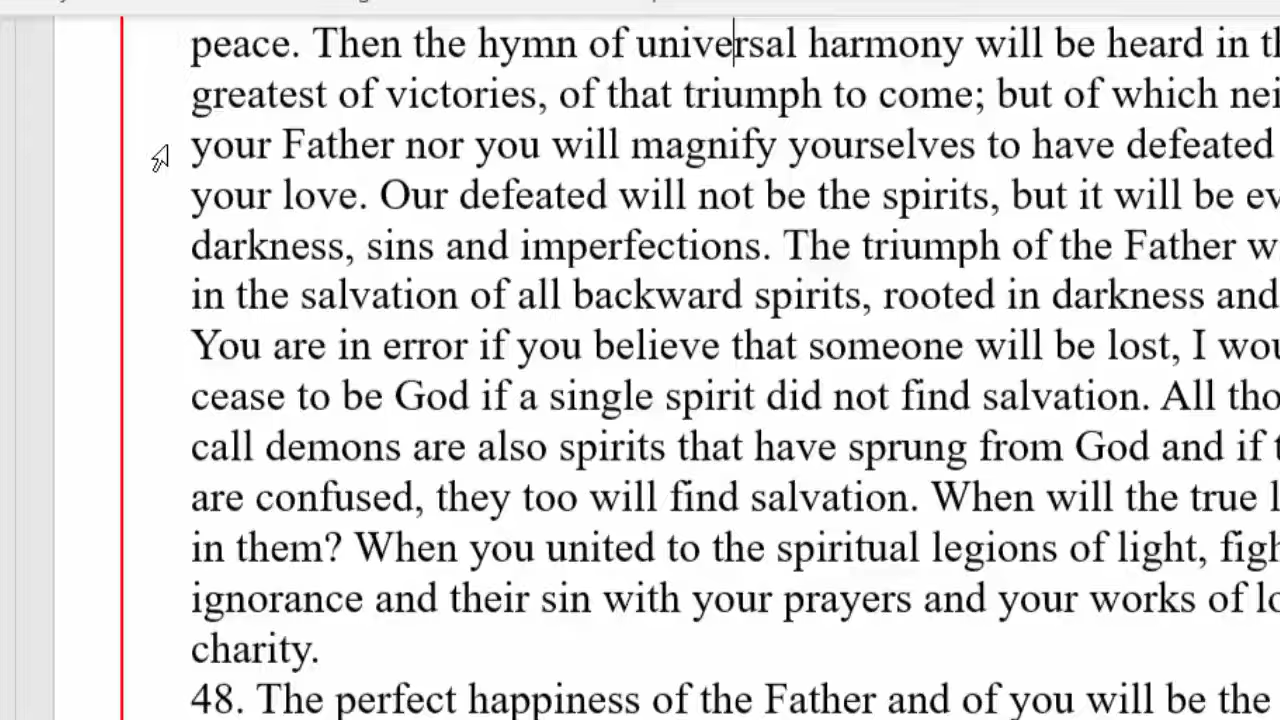 peace. Then the hymn of universal harmony will be heard in
greatest of victories, of that triumph to come; but of which
your Father nor you will magnify yourselves to have defeated
your love. Our defeated will not be the spirits, but it will be
darkness, sins and imperfections. The triumph of the Father
in the salvation of all backward spirits, rooted in darkness and
You are in error if you believe that someone will be lost, I
cease to be God if a single spirit did not find salvation. All
call demons are also spirits that have sprung from God and if
are confused, they too will find salvation. When will the true
in them? When you united to the spiritual legions of light,
ignorance and their sin with your prayers and your works of
charity.
48. The perfect happiness of the Father and of you will be the